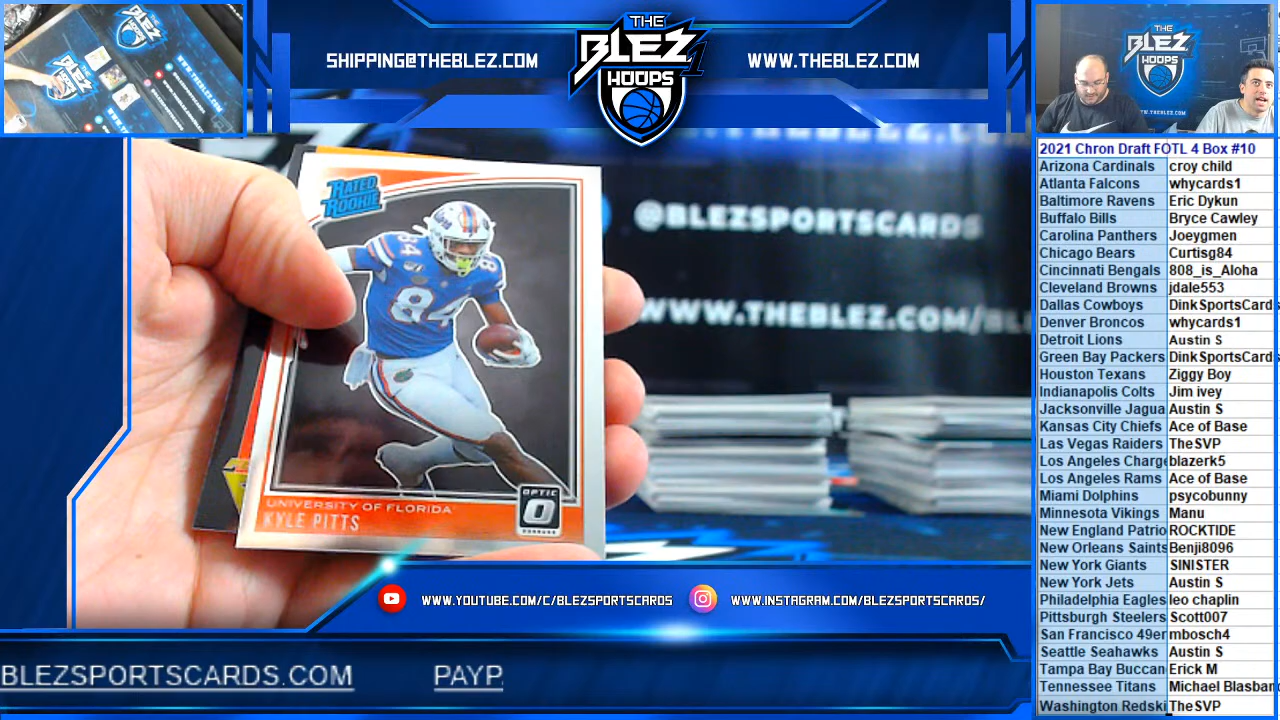 THE
BLEZ
HOOPS
SHIPPING@THEBLEZ.COM
WWW.THEBLEZ.COM
THE
BLEZ
HOOPS
2021 Chron Draft FOTL 4 Box #10
Arizona Cardinals croy child
Atlanta Falcons whycards1
Baltimore Ravens Eric Dykun
Buffalo Bills Bryce Cawley
Carolina Panthers Joeygmen
Chicago Bears Curtisg84
Cincinnati Bengals 808_is_Aloha
Cleveland Browns jdale553
Dallas Cowboys DinkSportsCards
Denver Broncos whycards1
Detroit Lions Austin S
Green Bay Packers DinkSportsCards
Houston Texans Ziggy Boy
Indianapolis Colts Jim ivey
Jacksonville Jagua Austin S
Kansas City Chiefs Ace of Base
Las Vegas Raiders TheSVP
Los Angeles Charge blazerk5
Los Angeles Rams Ace of Base
Miami Dolphins psycobunny
Minnesota Vikings Manu
New England Patrio ROCKTIDE
New Orleans Saints Benji8096
New York Giants SINISTER
New York Jets Austin S
Philadelphia Eagles leo chaplin
Pittsburgh Steelers Scott007
San Francisco 49er mbosch4
Seattle Seahawks Austin S
Tampa Bay Buccan Erick M
Tennessee Titans Michael Blasban
Washington Redski TheSVP
RATED
ROOKIE
84
84
UNIVERSITY OF FLORIDA
KYLE PITTS
OPTIC
@BLEZSPORTSCARDS
WWW.THEBLEZ.COM/BL
WWW.YOUTUBE.COM/C/BLEZSPORTSCARDS
WWW.INSTAGRAM.COM/BLEZSPORTSCARDS/
BLEZSPORTSCARDS.COM
PAYP